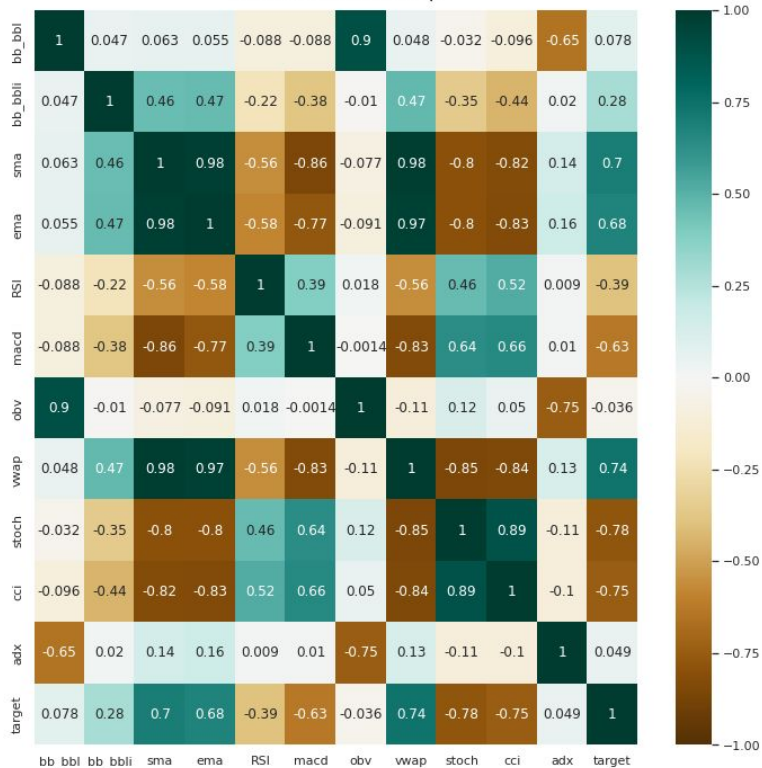 bb_bbl 1 0.047 0.063 0.055 -0.088 -0.088 0.9 0.048 -0.032 -0.096 -0.65 0.078
bb_bbli 0.047 1 0.46 0.47 -0.22 -0.38 -0.01 0.47 -0.35 -0.44 0.02 0.28
sma 0.063 0.46 1 0.98 -0.56 -0.86 -0.077 0.98 -0.8 -0.82 0.14 0.7
ema 0.055 0.47 0.98 1 -0.58 -0.77 -0.091 0.97 -0.8 -0.83 0.16 0.68
RSI -0.088 -0.22 -0.56 -0.58 1 0.39 0.018 -0.56 0.46 0.52 0.009 -0.39
macd -0.088 -0.38 -0.86 -0.77 0.39 1 -0.0014 -0.83 0.64 0.66 0.01 -0.63
obv 0.9 -0.01 -0.077 -0.091 0.018 -0.0014 1 -0.11 0.12 0.05 -0.75 -0.036
vwap 0.048 0.47 0.98 0.97 -0.56 -0.83 -0.11 1 -0.85 -0.84 0.13 0.74
stoch -0.032 -0.35 -0.8 -0.8 0.46 0.64 0.12 -0.85 1 0.89 -0.11 -0.78
cci -0.096 -0.44 -0.82 -0.83 0.52 0.66 0.05 -0.84 0.89 1 -0.1 -0.75
adx -0.65 0.02 0.14 0.16 0.009 0.01 -0.75 0.13 -0.11 -0.1 1 0.049
target 0.078 0.28 0.7 0.68 -0.39 -0.63 -0.036 0.74 -0.78 -0.75 0.049 1
bb_bbl bb_bbli sma ema RSI macd obv vwap stoch cci adx target
1.00
0.75
0.50
0.25
0.00
−0.25
−0.50
−0.75
−1.00